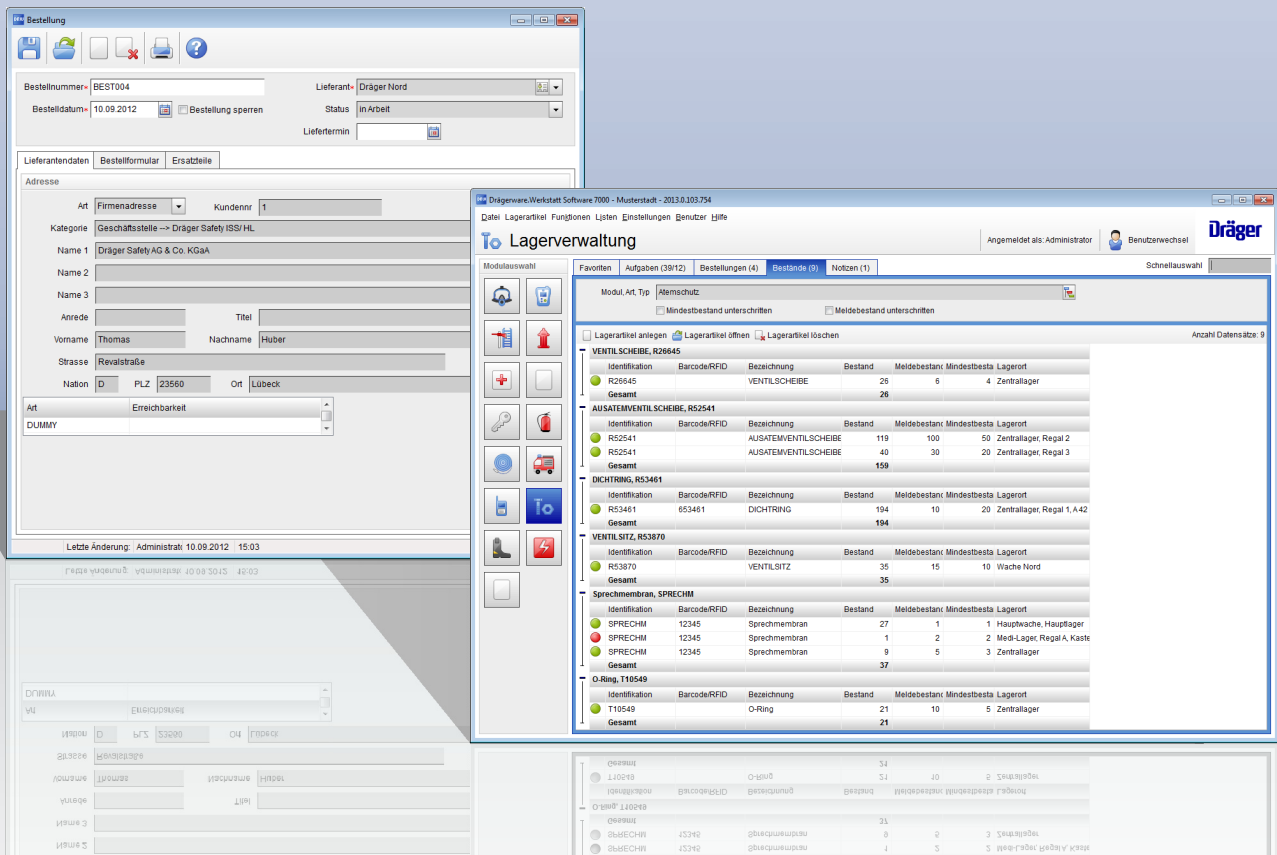 Bestellung
Bestellnummer* BEST004 Lieferant* Dräger Nord
Bestelldatum* 10.09.2012 Bestellung sperren Status in Arbeit
Liefertermin
Lieferantendaten Bestellformular Ersatzteile
Adresse
Art Firmenadresse Kundennr 1
Kategorie Geschäftsstelle --> Dräger Safety ISS/ HL
Name 1 Dräger Safety AG & Co. KGaA
Name 2
Name 3
Anrede Titel
Vorname Thomas Nachname Huber
Strasse Revalstraße
Nation D PLZ 23560 Ort Lübeck
Art Erreichbarkeit
DUMMY
Letzte Änderung: Administrato 10.09.2012 15:03
Drägerware.Werkstatt Software 7000 - Musterstadt - 2013.0.103.754
Datei Lagerartikel Funktionen Listen Einstellungen Benutzer Hilfe
Lagerverwaltung
Angemeldet als: Administrator Benutzerwechsel
Dräger
Modulauswahl
Favoriten Aufgaben (39/12) Bestellungen (4) Bestände (9) Notizen (1) Schnellauswahl
Modul, Art, Typ Atemschutz
Mindestbestand unterschritten Meldebestand unterschritten
Lagerartikel anlegen Lagerartikel öffnen Lagerartikel löschen Anzahl Datensätze: 9
VENTILSCHEIBE, R26645
Identifikation Barcode/RFID Bezeichnung Bestand Meldebestanc Mindestbesta Lagerort
R26645 VENTILSCHEIBE 26 6 4 Zentrallager
Gesamt 26
AUSATEMVENTILSCHEIBE, R52541
Identifikation Barcode/RFID Bezeichnung Bestand Meldebestanc Mindestbesta Lagerort
R52541 AUSATEMVENTILSCHEIBE 119 100 50 Zentrallager, Regal 2
R52541 AUSATEMVENTILSCHEIBE 40 30 20 Zentrallager, Regal 3
Gesamt 159
DICHTRING, R53461
Identifikation Barcode/RFID Bezeichnung Bestand Meldebestanc Mindestbesta Lagerort
R53461 653461 DICHTRING 194 10 20 Zentrallager, Regal 1, A 42
Gesamt 194
VENTILSITZ, R53870
Identifikation Barcode/RFID Bezeichnung Bestand Meldebestanc Mindestbesta Lagerort
R53870 VENTILSITZ 35 15 10 Wache Nord
Gesamt 35
Sprechmembran, SPRECHM
Identifikation Barcode/RFID Bezeichnung Bestand Meldebestanc Mindestbesta Lagerort
SPRECHM 12345 Sprechmembran 27 1 1 Hauptwache, Hauptlager
SPRECHM 12345 Sprechmembran 1 2 2 Medi-Lager, Regal A, Kaste
SPRECHM 12345 Sprechmembran 9 5 3 Zentrallager
Gesamt 37
O-Ring, T10549
Identifikation Barcode/RFID Bezeichnung Bestand Meldebestanc Mindestbesta Lagerort
T10549 O-Ring 21 10 5 Zentrallager
Gesamt 21